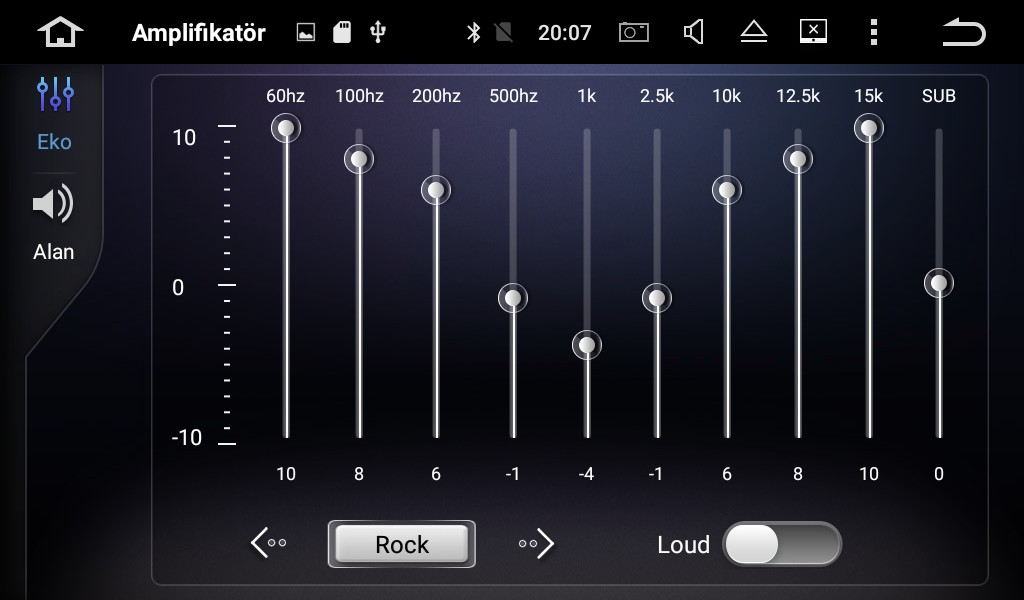 Amplifikatör 20:07
Eko
Alan
60hz 100hz 200hz 500hz 1k 2.5k 10k 12.5k 15k SUB
10
0
-10
10 8 6 -1 -4 -1 6 8 10 0
Rock Loud